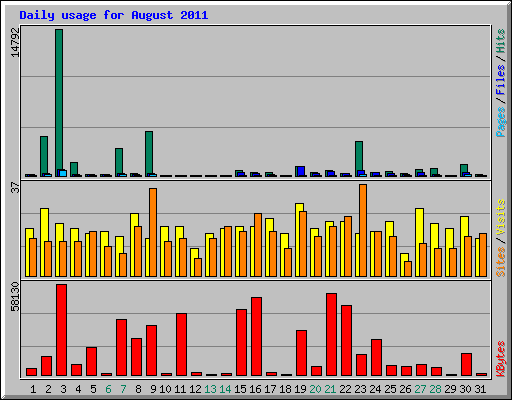 Daily usage for August 2011
14792
Pages / Files / Hits
37
Sites / Visits
58130
KBytes
1 2 3 4 5 6 7 8 9 10 11 12 13 14 15 16 17 18 19 20 21 22 23 24 25 26 27 28 29 30 31